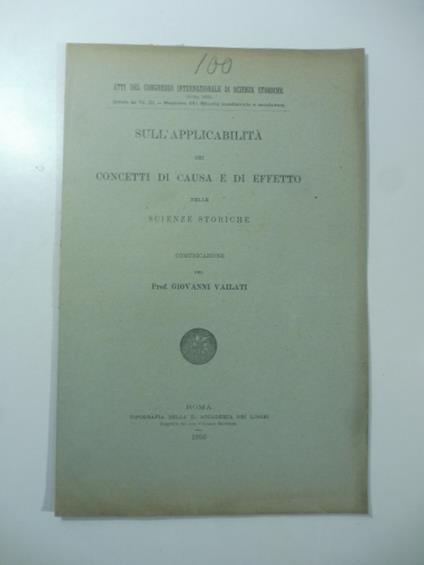 100
ATTI DEL CONGRESSO INTERNAZIONALE DI SCIENZE STORICHE
SULL'APPLICABILITÀ
DEI
CONCETTI DI CAUSA E DI EFFETTO
NELLE
SCIENZE STORICHE
COMUNICAZIONE
DEL
Prof. GIOVANNI VAILATI
ROMA
TIPOGRAFIA DELLA R. ACCADEMIA DEI LINCEI